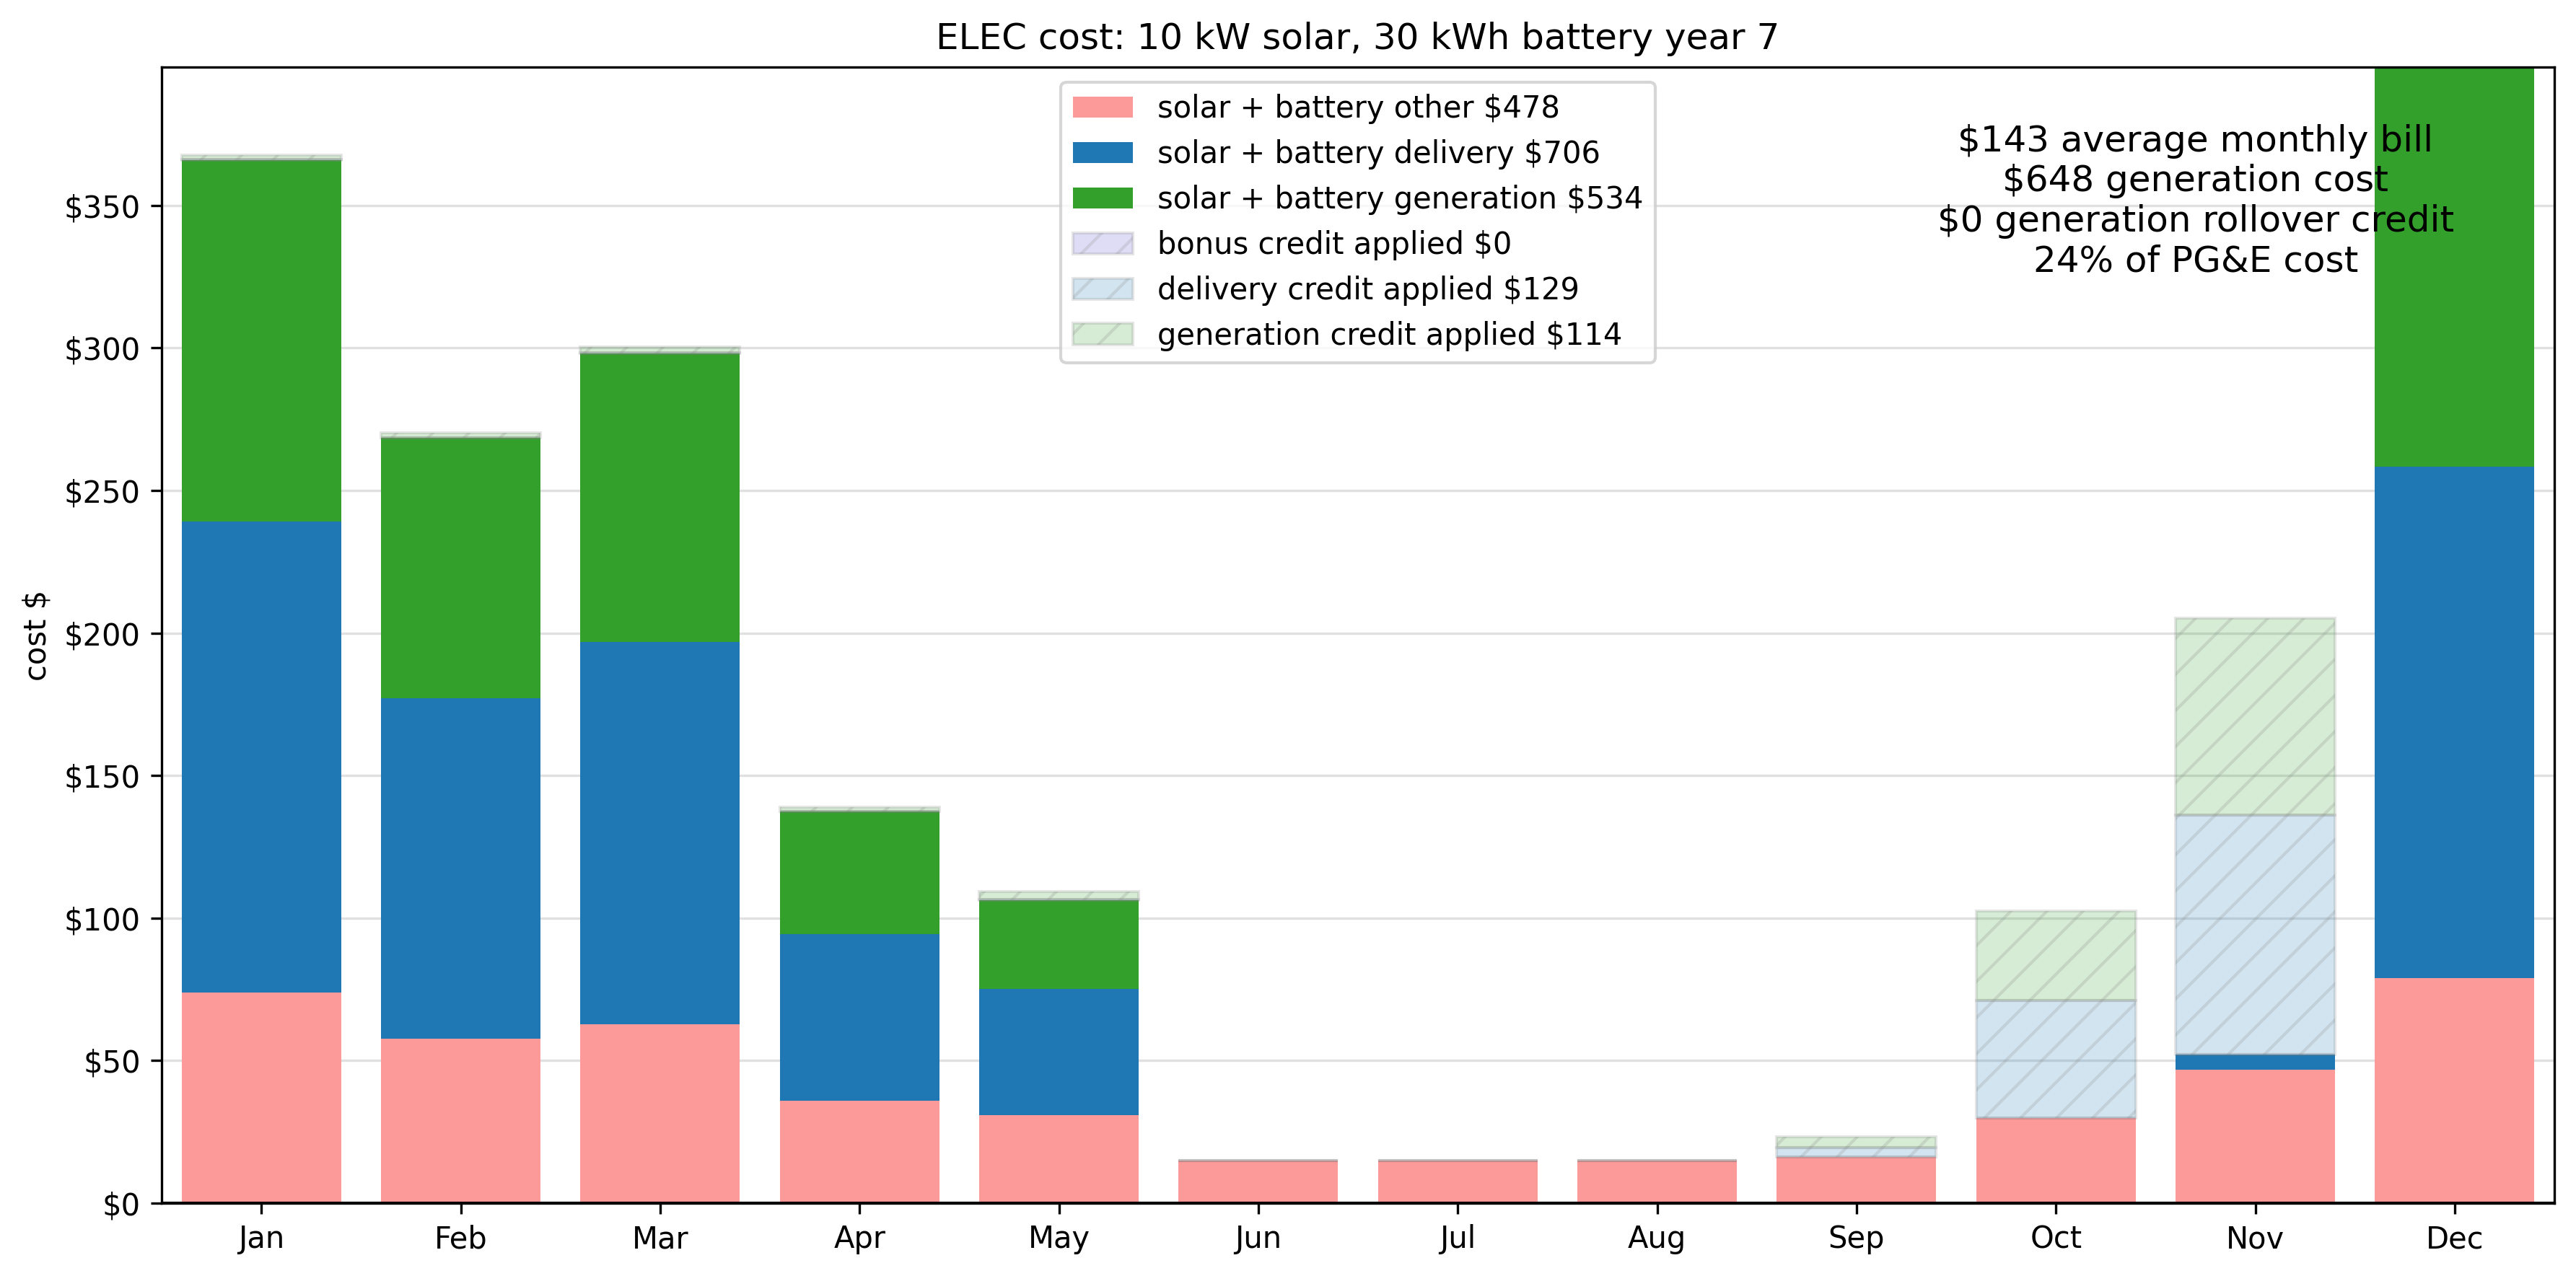 ELEC cost: 10 kW solar, 30 kWh battery year 7
solar + battery other $478
solar + battery delivery $706
solar + battery generation $534
bonus credit applied $0
delivery credit applied $129
generation credit applied $114
$143 average monthly bill
$648 generation cost
$0 generation rollover credit
24% of PG&E cost
cost $
$350
$300
$250
$200
$150
$100
$50
$0
Jan Feb Mar Apr May Jun Jul Aug Sep Oct Nov Dec